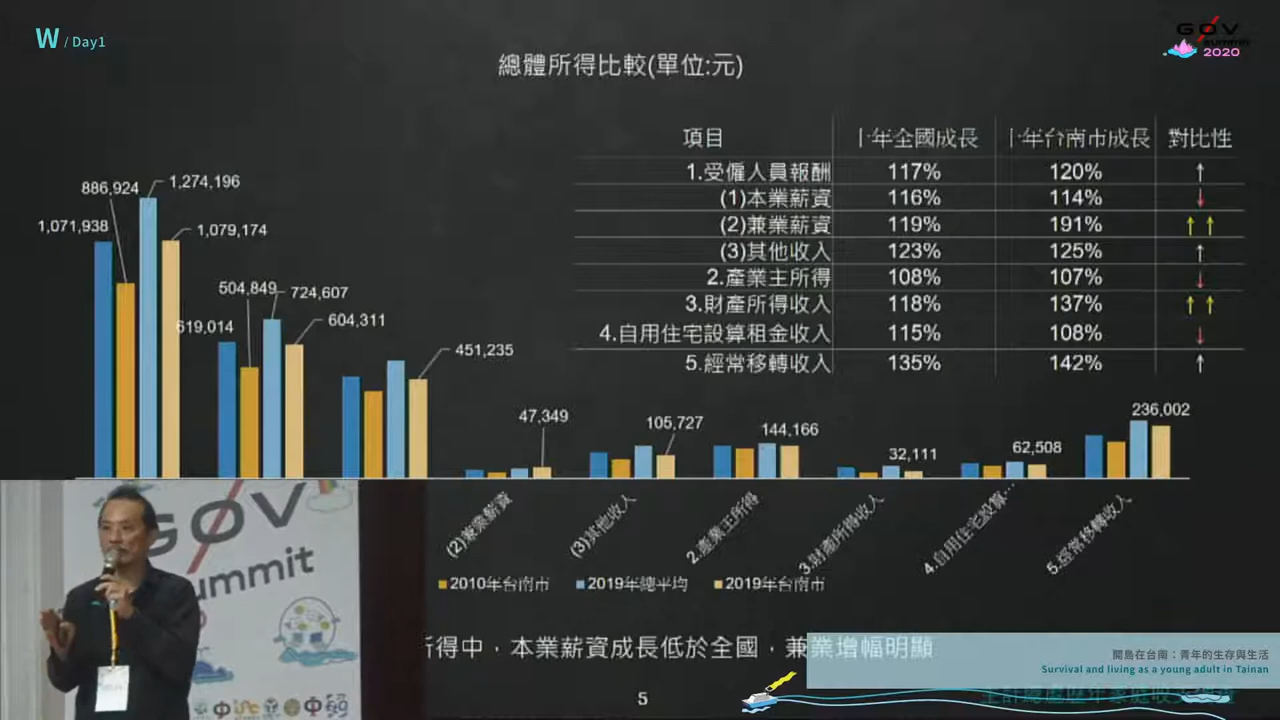 W / Day1
GØV
summit
2020
總體所得比較(單位:元)
項目 十年全國成長 十年台南市成長 對比性
1.受僱人員報酬 117% 120% ↑
(1)本業薪資 116% 114% ↓
(2)兼業薪資 119% 191% ↑ ↑
(3)其他收入 123% 125% ↑
2.產業主所得 108% 107% ↓
3.財產所得收入 118% 137% ↑ ↑
4.自用住宅設算租金收入 115% 108% ↓
5.經常移轉收入 135% 142% ↑
1,071,938
886,924
1,274,196
1,079,174
619,014
504,849
724,607
604,311
451,235
47,349
105,727
144,166
32,111
62,508
236,002
(2)兼業薪資
(3)其他收入
2.產業主所得
3.財產所得收入
4.自用住宅設算…
5.經常移轉收入
2010年台南市 2019年總平均 2019年台南市
所得中，本業薪資成長低於全國，兼業增幅明顯
5
GØV
summit
開島在台南：青年的生存與生活
Survival and living as a young adult in Tainan